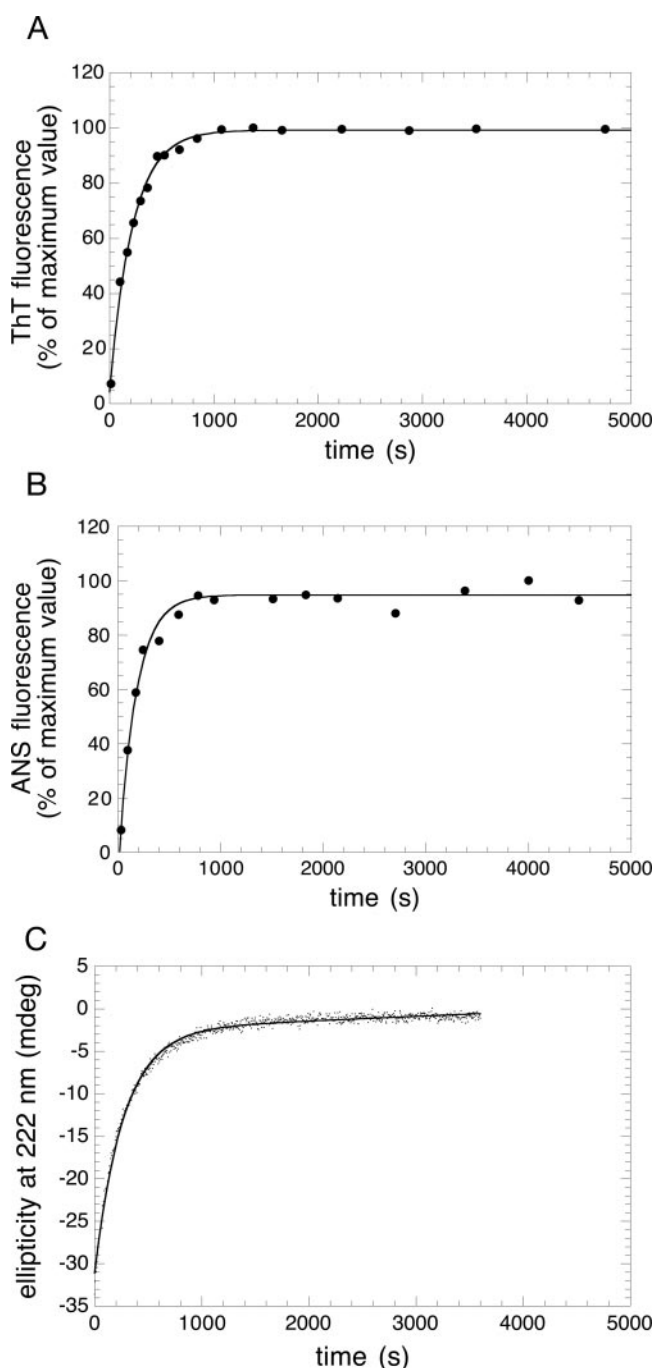 A
120
100
80
60
40
20
0
ThT fluorescence
(% of maximum value)
0 1000 2000 3000 4000 5000
time (s)
B
120
100
80
60
40
20
0
ANS fluorescence
(% of maximum value)
0 1000 2000 3000 4000 5000
time (s)
C
5
0
-5
-10
-15
-20
-25
-30
-35
ellipticity at 222 nm (mdeg)
0 1000 2000 3000 4000 5000
time (s)